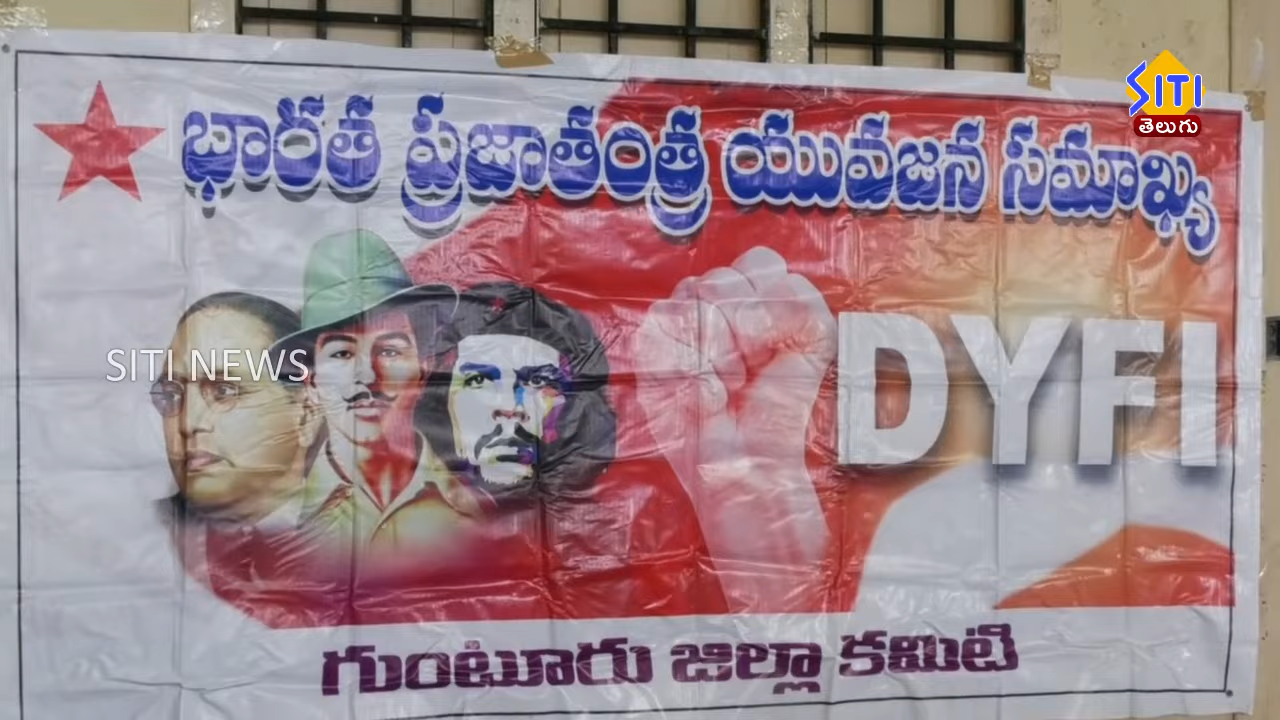 SITI
తెలుగు
భారత ప్రజాతంత్ర యువజన సమాఖ్య
SITI NEWS
DYFI
గుంటూరు జిల్లా కమిటి